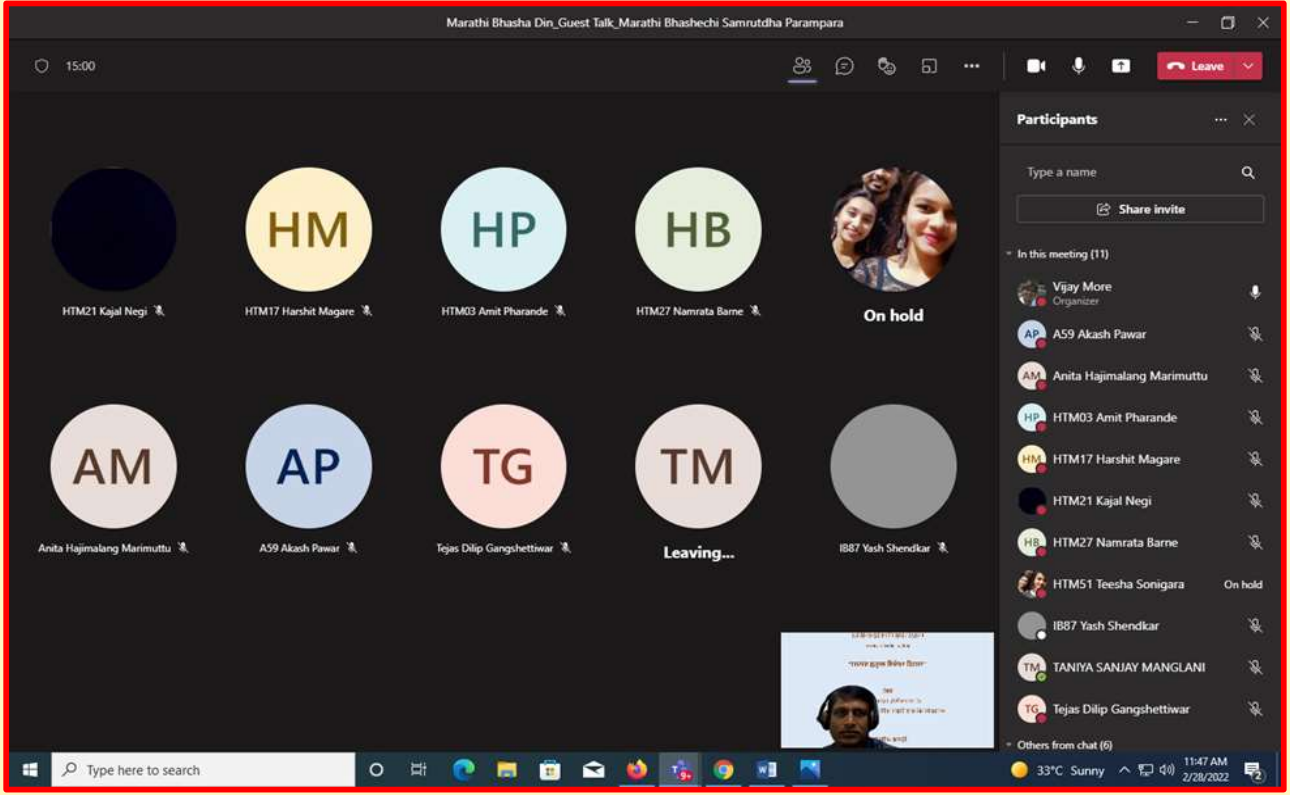 Marathi Bhasha Din_Guest Talk_Marathi Bhashechi Samrutdha Parampara
15:00
Leave
Participants
Type a name
Share invite
In this meeting (11)
Vijay More
Organizer
A59 Akash Pawar
Anita Hajimalang Marimuttu
HTM03 Amit Pharande
HTM17 Harshit Magare
HTM21 Kajal Negi
HTM27 Namrata Barne
HTM51 Teesha Sonigara On hold
IB87 Yash Shendkar
TANIYA SANJAY MANGLANI
Tejas Dilip Gangshettiwar
Others from chat (6)
HM
HP
HB
HTM21 Kajal Negi
HTM17 Harshit Magare
HTM03 Amit Pharande
HTM27 Namrata Barne
On hold
AM
AP
TG
TM
Anita Hajimalang Marimuttu
A59 Akash Pawar
Tejas Dilip Gangshettiwar
Leaving...
IB87 Yash Shendkar
AP
AM
HP
HM
HB
TM
TG
Type here to search
9+
33°C Sunny
11:47 AM
2/28/2022
2